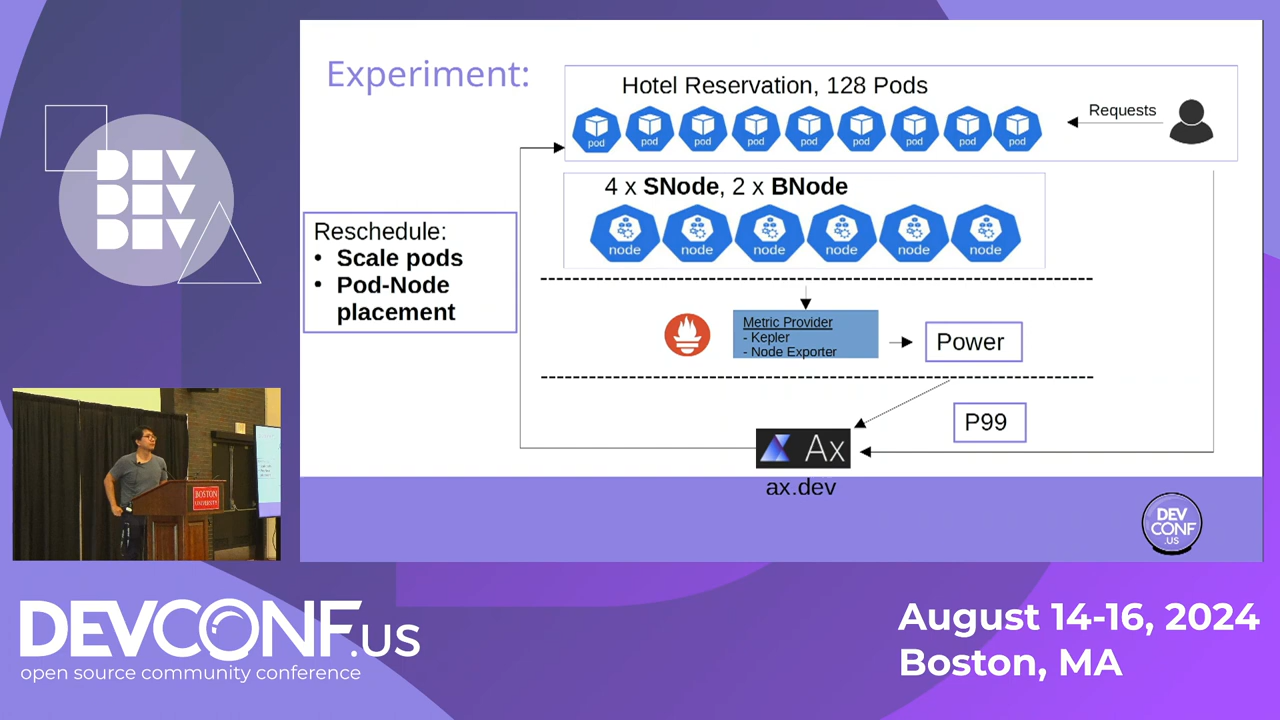 Experiment:
Hotel Reservation, 128 Pods
pod
pod
pod
pod
pod
pod
pod
pod
pod
Requests
4 x SNode, 2 x BNode
node
node
node
node
node
node
Reschedule:
• Scale pods
• Pod-Node
placement
Metric Provider
- Kepler
- Node Exporter
Power
P99
Ax
ax.dev
DEV
CONF
.US
DEV
DEV
DEV
BOSTON
UNIVERSITY
DEVCONF.US
open source community conference
August 14-16, 2024
Boston, MA